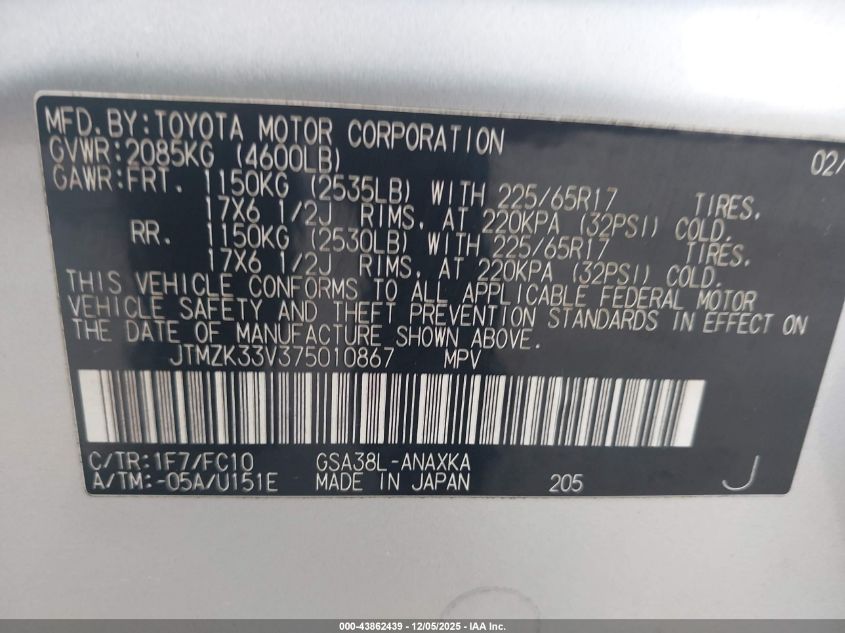 MFD. BY: TOYOTA MOTOR CORPORATION 02/
GVWR: 2085KG (4600LB)
GAWR: FRT. 1150KG (2535LB) WITH 225/65R17 TIRES.
17X6 1/2J RIMS. AT 220KPA (32PSI) COLD.
RR. 1150KG (2530LB) WITH 225/65R17 TIRES.
17X6 1/2J RIMS. AT 220KPA (32PSI) COLD.
THIS VEHICLE CONFORMS TO ALL APPLICABLE FEDERAL MOTOR
VEHICLE SAFETY AND THEFT PREVENTION STANDARDS IN EFFECT ON
THE DATE OF MANUFACTURE SHOWN ABOVE.
JTMZK33V375010867 MPV
C/TR: 1F7/FC10 GSA38L-ANAXKA
A/TM: -05A/U151E MADE IN JAPAN 205 J
000-43862439 - 12/05/2025 - IAA Inc.